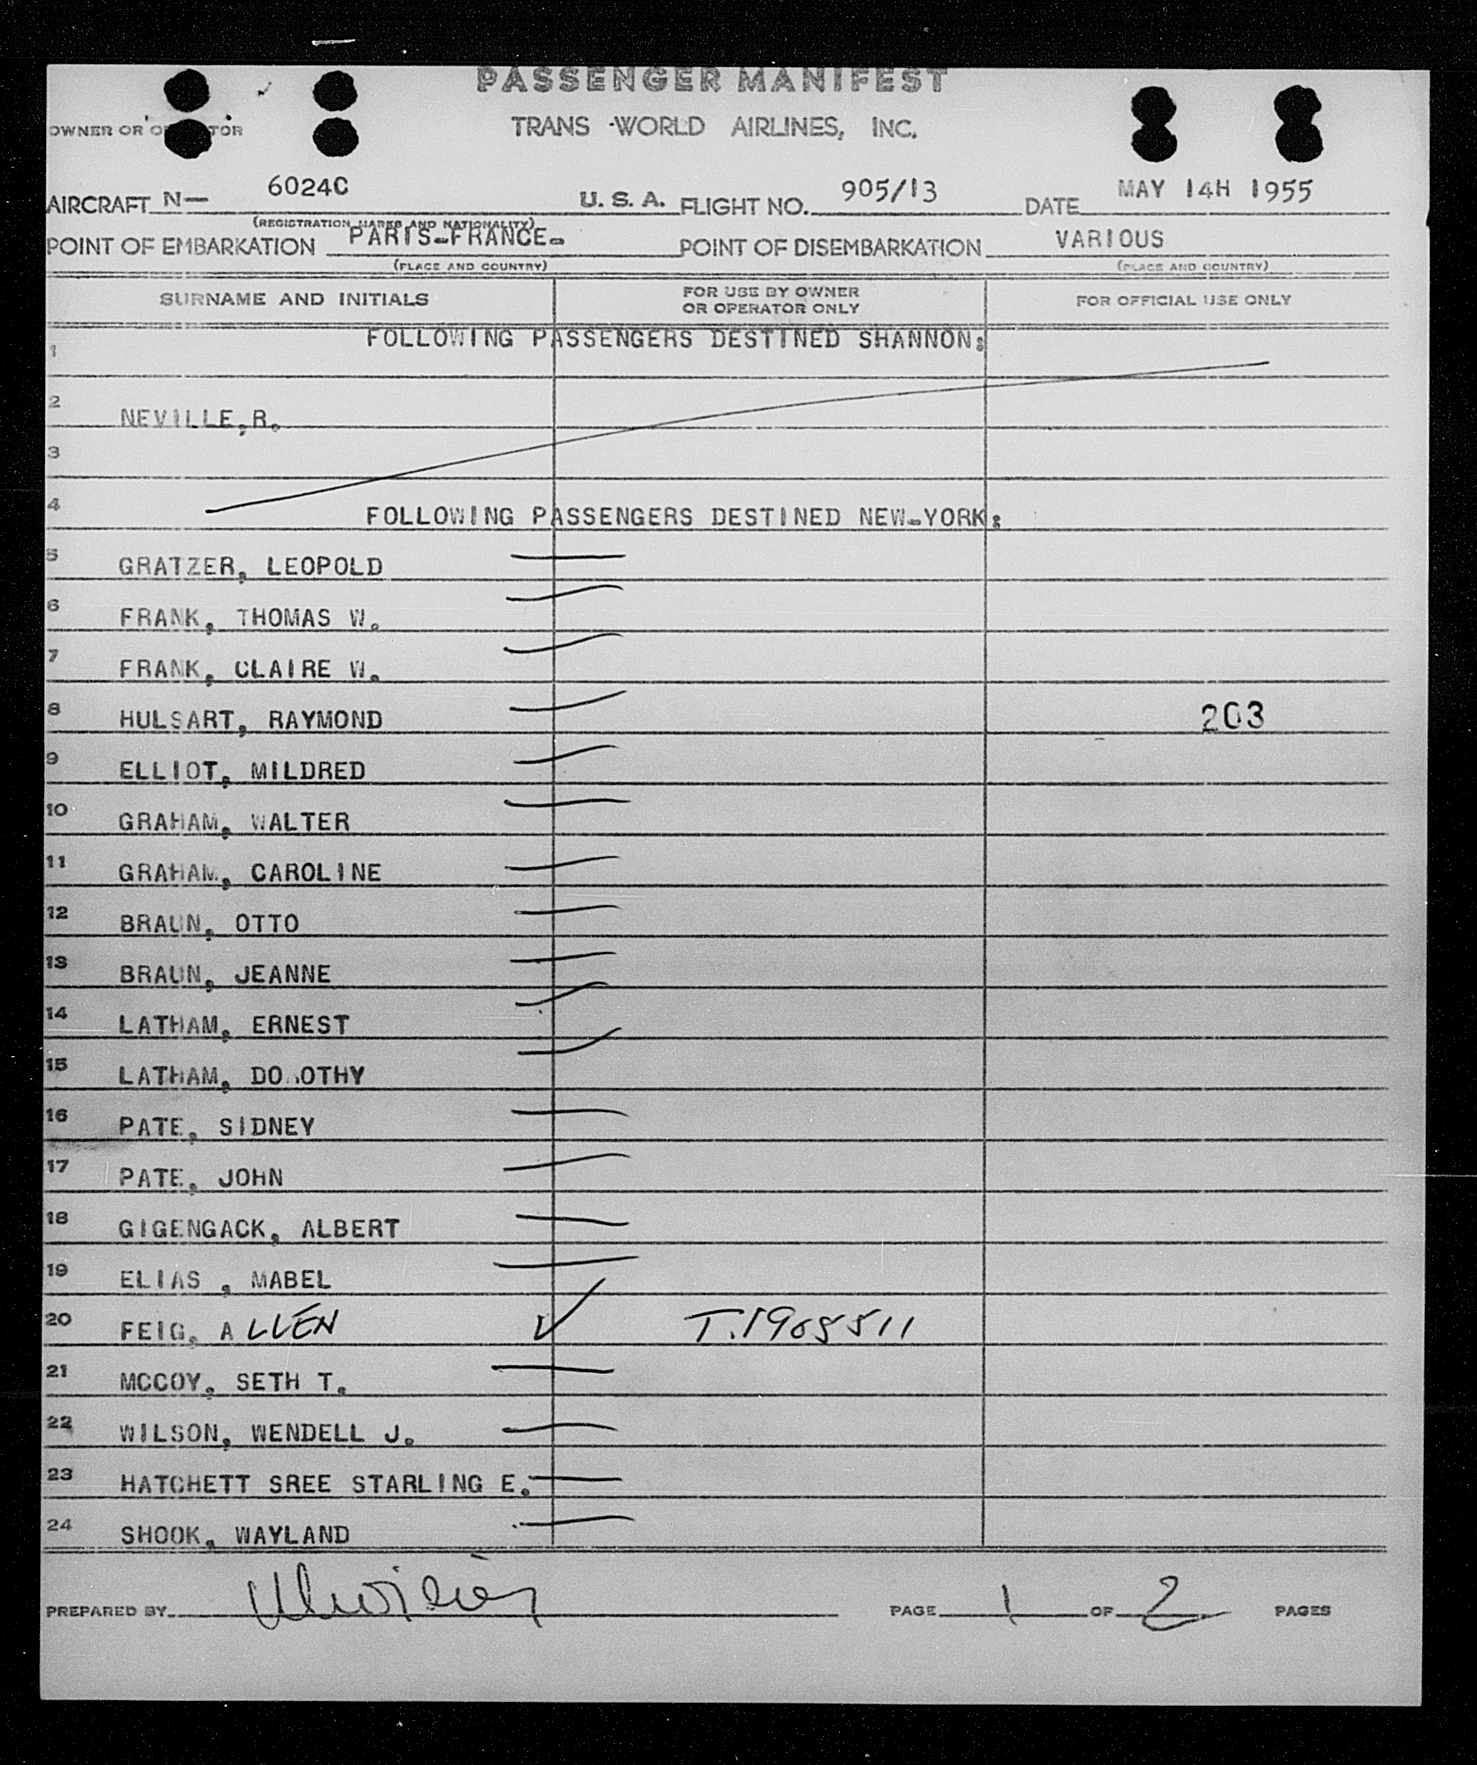 PASSENGER MANIFEST
OWNER OR OPERATOR TRANS-WORLD AIRLINES, INC.
AIRCRAFT N— 6024C U. S. A. FLIGHT NO. 905/13 DATE MAY 14H 1955
(REGISTRATION MARKS AND NATIONALITY)
POINT OF EMBARKATION PARIS-FRANCE- POINT OF DISEMBARKATION VARIOUS
(PLACE AND COUNTRY) (PLACE AND COUNTRY)
SURNAME AND INITIALS FOR USE BY OWNER OR OPERATOR ONLY FOR OFFICIAL USE ONLY
1 FOLLOWING PASSENGERS DESTINED SHANNON:
2 NEVILLE,R.
3
4 FOLLOWING PASSENGERS DESTINED NEW-YORK:
5 GRATZER, LEOPOLD
6 FRANK, THOMAS W.
7 FRANK, CLAIRE W.
8 HULSART, RAYMOND 203
9 ELLIOT, MILDRED
10 GRAHAM, WALTER
11 GRAHAM, CAROLINE
12 BRAUN, OTTO
13 BRAUN, JEANNE
14 LATHAM, ERNEST
15 LATHAM, DOROTHY
16 PATE, SIDNEY
17 PATE, JOHN
18 GIGENGACK, ALBERT
19 ELIAS , MABEL
20 FEIG, ALLEN ✓ T.1905511
21 MCCOY, SETH T.
22 WILSON, WENDELL J.
23 HATCHETT SREE STARLING E.
24 SHOOK, WAYLAND
PREPARED BY PAGE 1 OF 2 PAGES